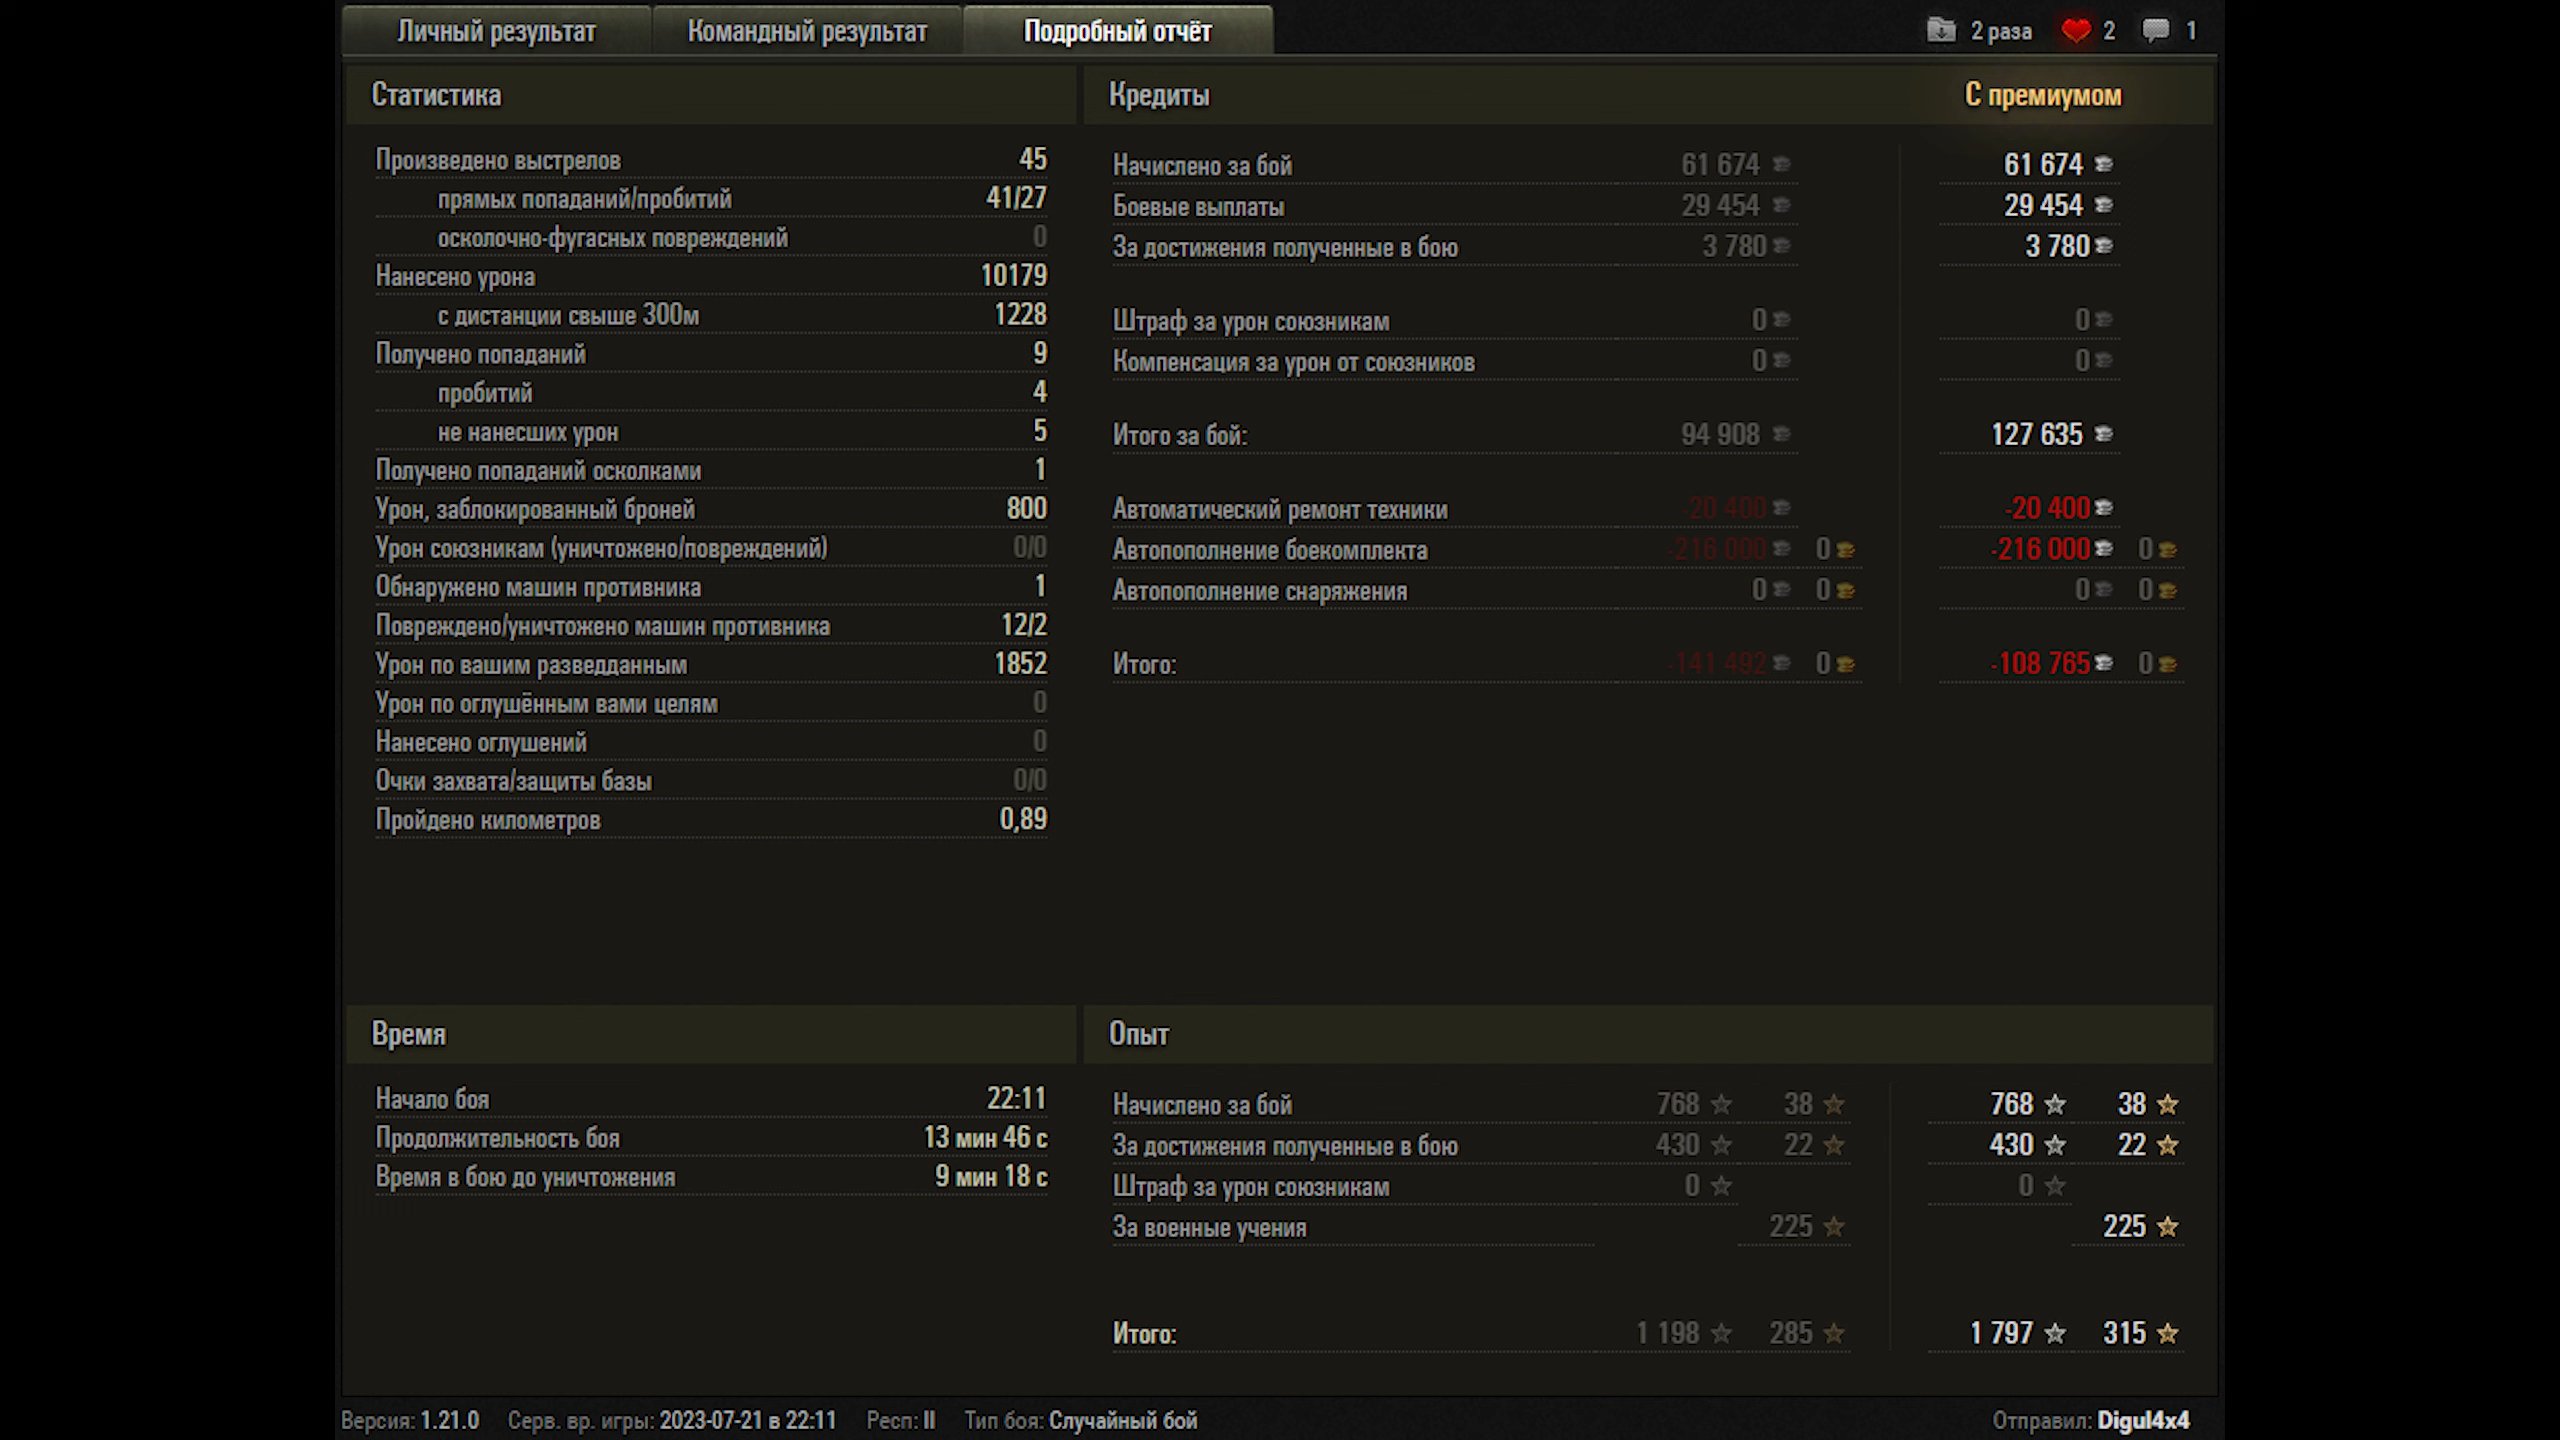 Личный результат Командный результат Подробный отчёт 2 раза 2 1
Статистика
Произведено выстрелов 45
прямых попаданий/пробитий 41/27
осколочно-фугасных повреждений 0
Нанесено урона 10179
с дистанции свыше 300м 1228
Получено попаданий 9
пробитий 4
не нанесших урон 5
Получено попаданий осколками 1
Урон, заблокированный броней 800
Урон союзникам (уничтожено/повреждений) 0/0
Обнаружено машин противника 1
Повреждено/уничтожено машин противника 12/2
Урон по вашим разведданным 1852
Урон по оглушённым вами целям 0
Нанесено оглушений 0
Очки захвата/защиты базы 0/0
Пройдено километров 0,89
Кредиты С премиумом
Начислено за бой 61 674 61 674
Боевые выплаты 29 454 29 454
За достижения полученные в бою 3 780 3 780
Штраф за урон союзникам 0 0
Компенсация за урон от союзников 0 0
Итого за бой: 94 908 127 635
Автоматический ремонт техники -20 400 -20 400
Автопополнение боекомплекта -216 000 0 -216 000 0
Автопополнение снаряжения 0 0 0 0
Итого: -141 492 0 -108 765 0
Время
Начало боя 22:11
Продолжительность боя 13 мин 46 с
Время в бою до уничтожения 9 мин 18 с
Опыт
Начислено за бой 768 38 768 38
За достижения полученные в бою 430 22 430 22
Штраф за урон союзникам 0 0
За военные учения 225 225
Итого: 1 198 285 1 797 315
Версия: 1.21.0 Серв. вр. игры: 2023-07-21 в 22:11 Респ: II Тип боя: Случайный бой Отправил: Digul4x4